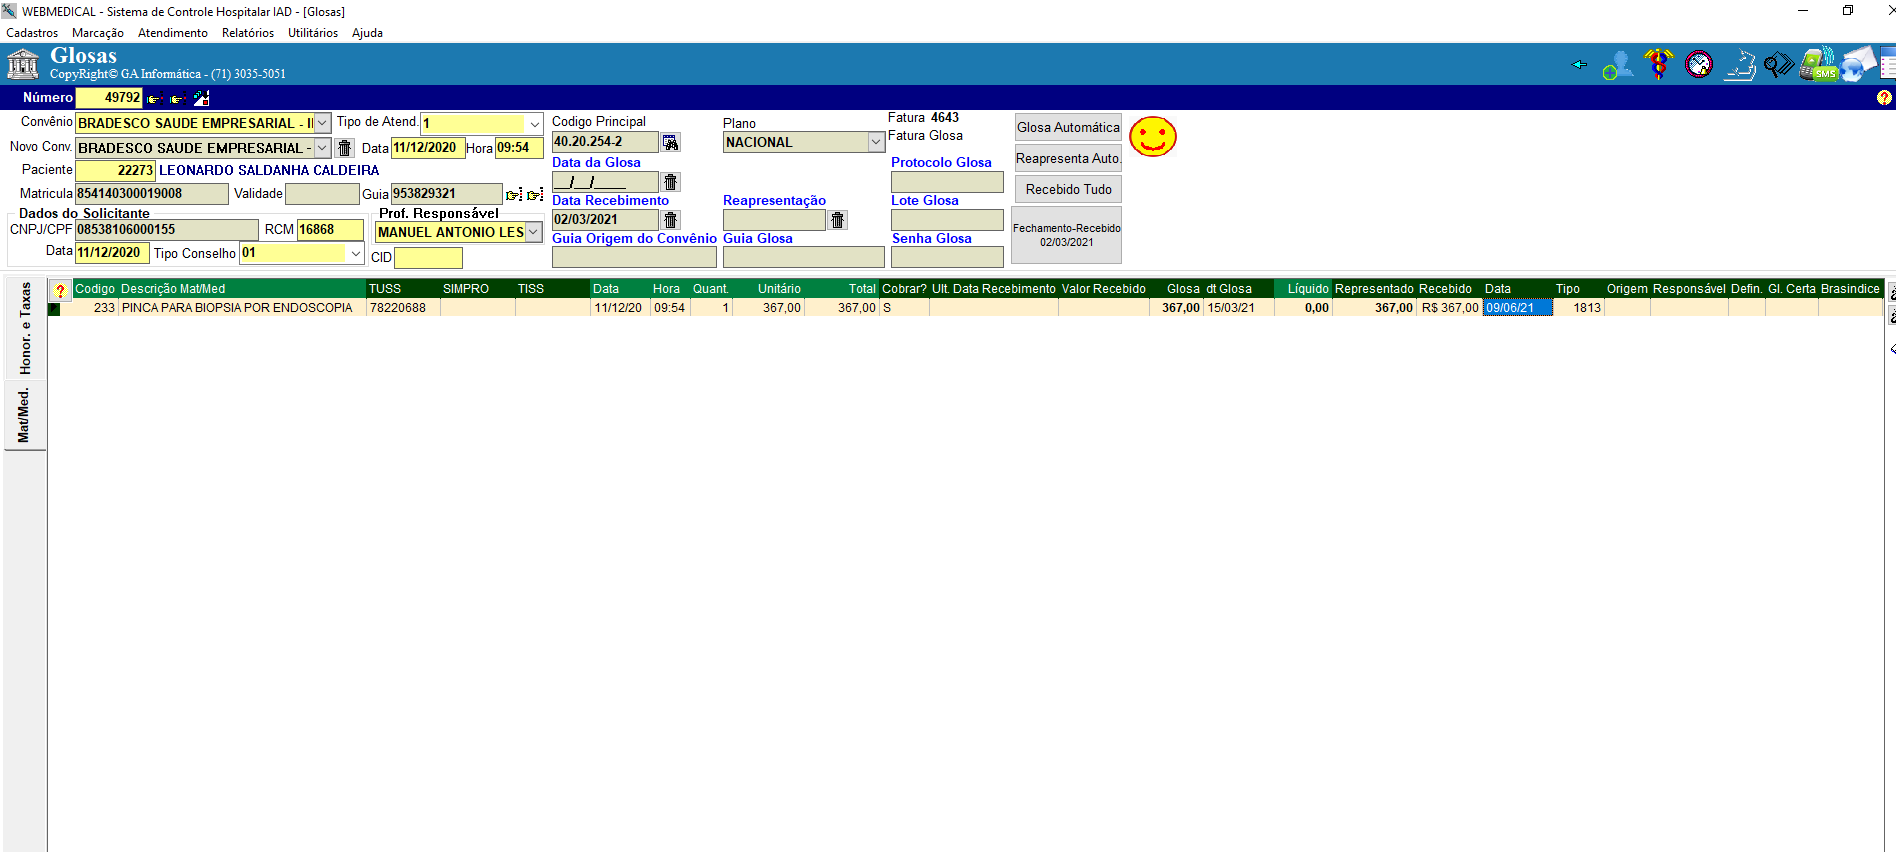 WEBMEDICAL - Sistema de Controle Hospitalar IAD - [Glosas]
Cadastros Marcação Atendimento Relatórios Utilitários Ajuda
Glosas
CopyRight© GA Informática - (71) 3035-5051
SMS
Número 49792
Convênio BRADESCO SAUDE EMPRESARIAL - Tipo de Atend. 1
Codigo Principal Plano Fatura 4643
Fatura Glosa
Glosa Automática
Novo Conv. BRADESCO SAUDE EMPRESARIAL - Data 11/12/2020 Hora 09:54 40.20.254-2 NACIONAL
Paciente 22273 LEONARDO SALDANHA CALDEIRA Data da Glosa Protocolo Glosa Reapresenta Auto.
Matricula 854140300019008 Validade Guia 953829321 __/__/____ Recebido Tudo
Data Recebimento Reapresentação Lote Glosa
Dados do Solicitante Prof. Responsável 02/03/2021
CNPJ/CPF 08538106000155 RCM 16868 MANUEL ANTONIO LES Fechamento-Recebido
02/03/2021
Guia Origem do Convênio Guia Glosa Senha Glosa
Data 11/12/2020 Tipo Conselho 01 CID
Honor. e Taxas
Mat/Med.
? Codigo Descrição Mat/Med TUSS SIMPRO TISS Data Hora Quant. Unitário Total Cobrar? Ult. Data Recebimento Valor Recebido Glosa dt Glosa Líquido Representado Recebido Data Tipo Origem Responsável Defin. Gl. Certa Brasindice
233 PINCA PARA BIOPSIA POR ENDOSCOPIA 78220688 11/12/20 09:54 1 367,00 367,00 S 367,00 15/03/21 0,00 367,00 R$ 367,00 09/06/21 1813